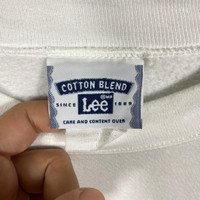 COTTON BLEND
SINCE Lee 1889
CARE AND CONTENT OVER